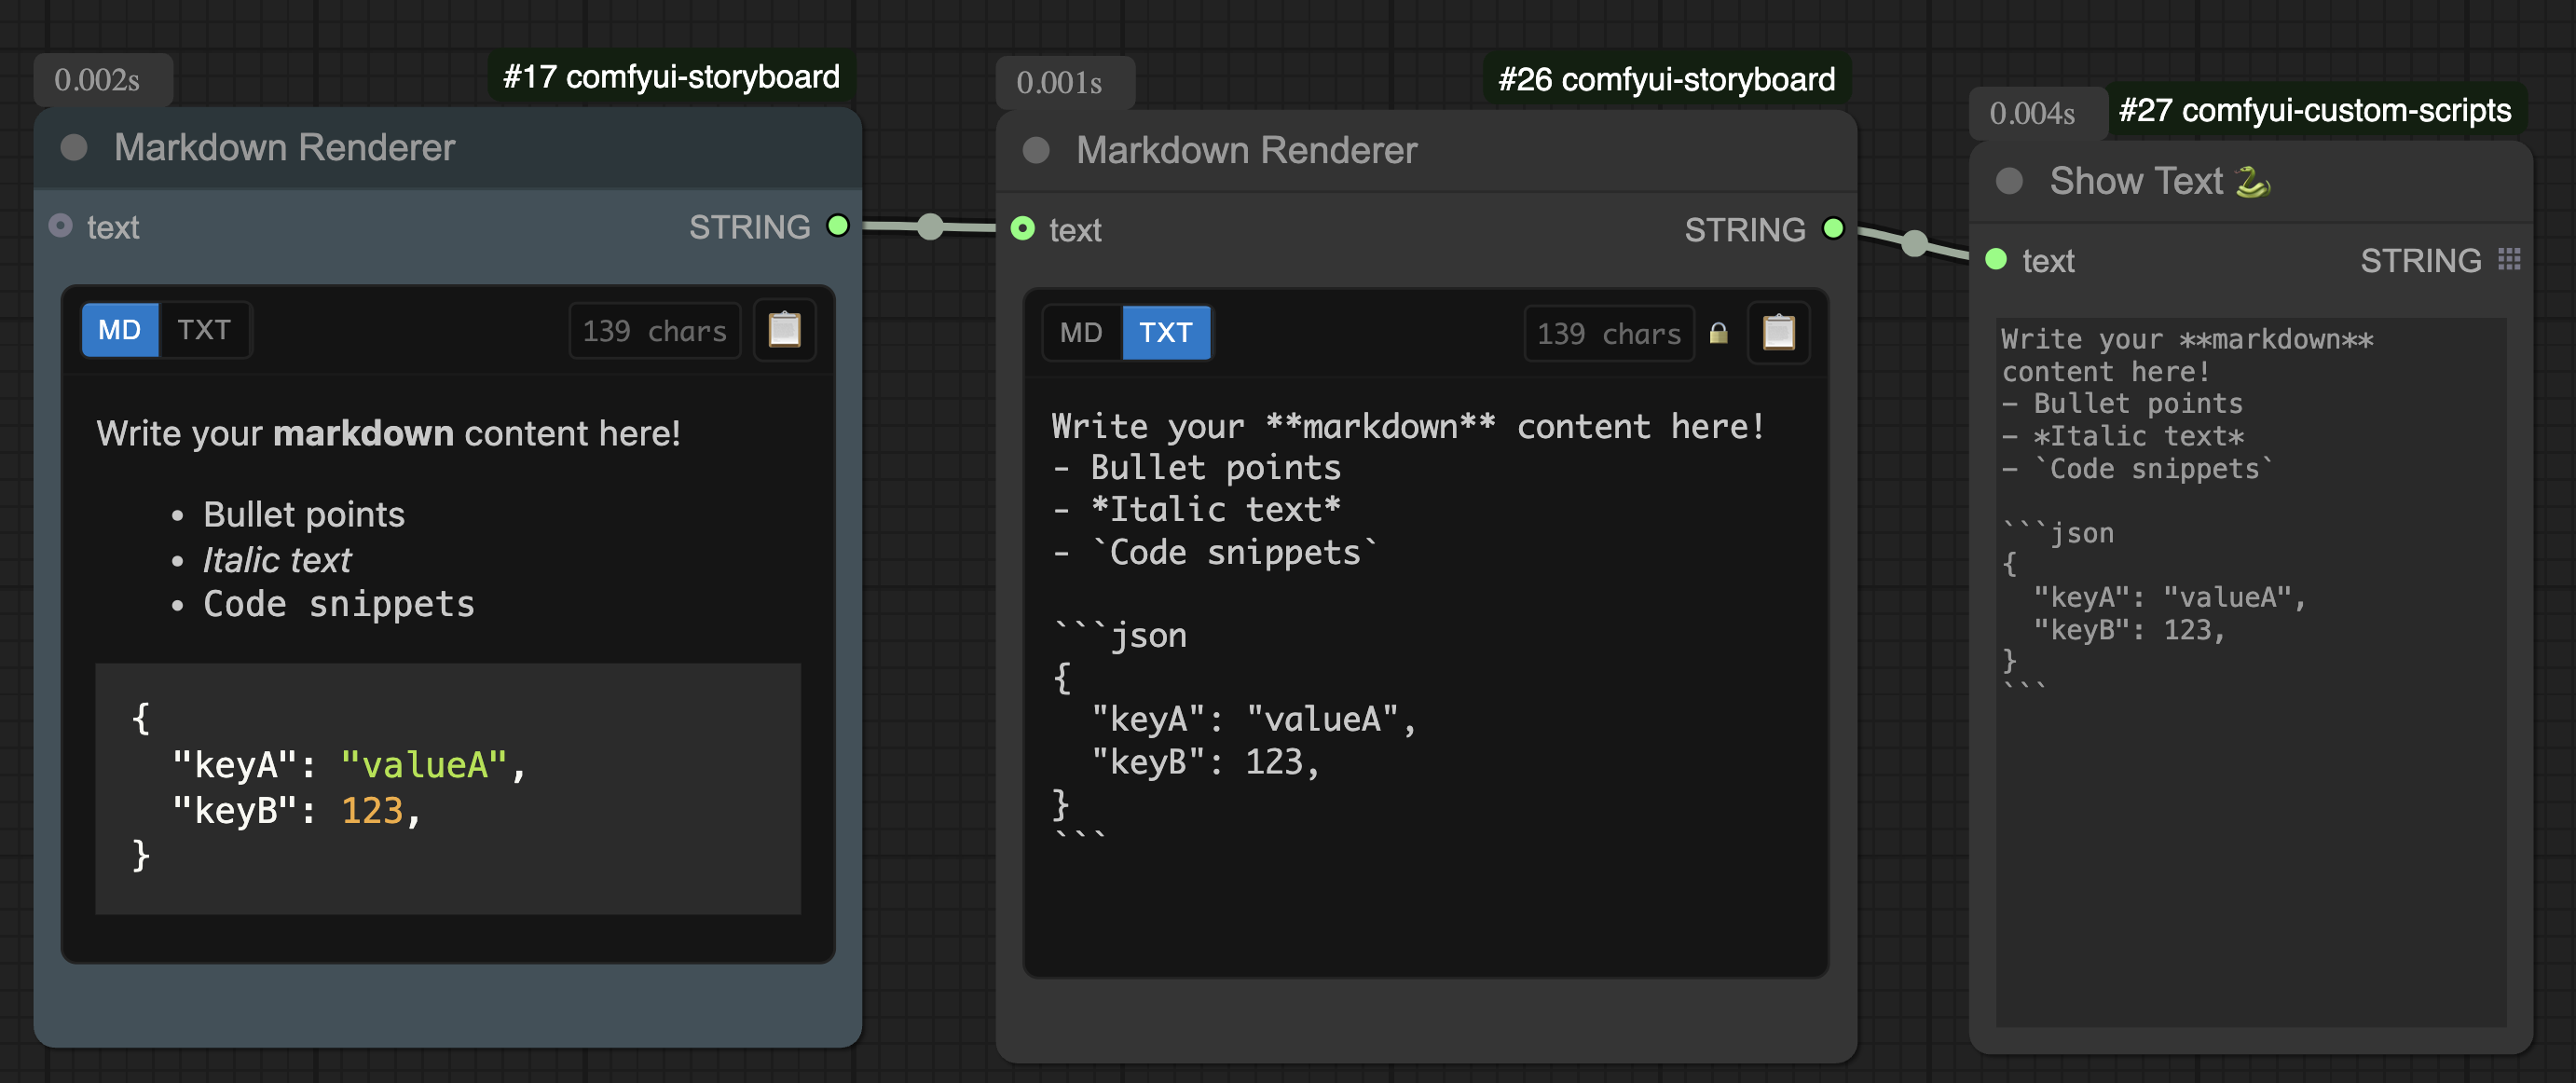 0.002s
#17 comfyui-storyboard
Markdown Renderer
text
STRING
MD
TXT
139 chars
Write your markdown content here!
• Bullet points
• Italic text
• Code snippets
{
  "keyA": "valueA",
  "keyB": 123,
}
0.001s
#26 comfyui-storyboard
Markdown Renderer
text
STRING
MD
TXT
139 chars
Write your **markdown** content here!
- Bullet points
- *Italic text*
- `Code snippets`

```json
{
  "keyA": "valueA",
  "keyB": 123,
}
```
0.004s
#27 comfyui-custom-scripts
Show Text 🐍
text
STRING
Write your **markdown**
content here!
- Bullet points
- *Italic text*
- `Code snippets`

```json
{
  "keyA": "valueA",
  "keyB": 123,
}
```